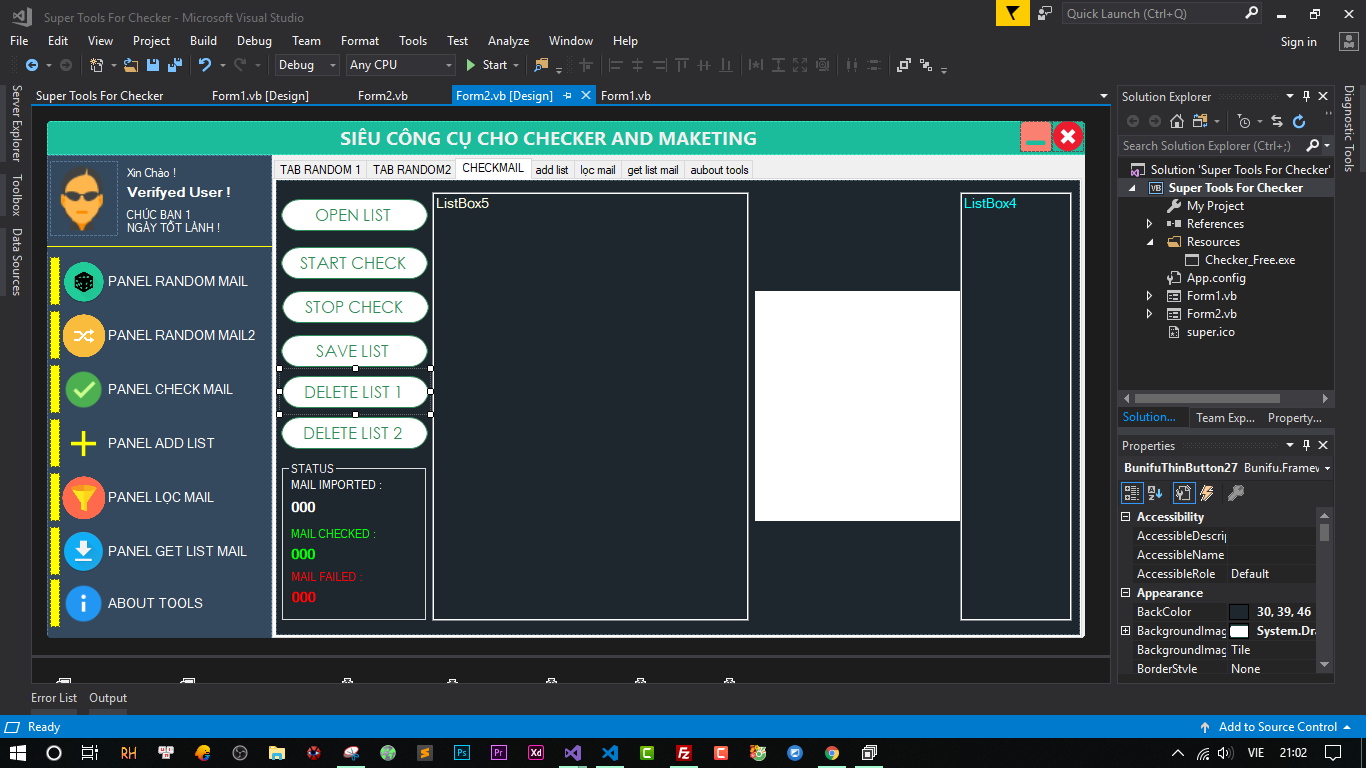 Super Tools For Checker - Microsoft Visual Studio
Quick Launch (Ctrl+Q)
File Edit View Project Build Debug Team Format Tools Test Analyze Window Help
Sign in
Debug Any CPU Start
Super Tools For Checker Form1.vb [Design] Form2.vb Form2.vb [Design] Form1.vb
Server Explorer
Toolbox
Data Sources
SIÊU CÔNG CỤ CHO CHECKER AND MAKETING
Xin Chào !
Verifyed User !
CHÚC BẠN 1
NGÀY TỐT LÀNH !
PANEL RANDOM MAIL
PANEL RANDOM MAIL2
PANEL CHECK MAIL
PANEL ADD LIST
PANEL LỌC MAIL
PANEL GET LIST MAIL
ABOUT TOOLS
TAB RANDOM 1 TAB RANDOM2 CHECKMAIL add list lọc mail get list mail aubout tools
OPEN LIST
START CHECK
STOP CHECK
SAVE LIST
DELETE LIST 1
DELETE LIST 2
STATUS
MAIL IMPORTED :
000
MAIL CHECKED :
000
MAIL FAILED :
000
ListBox5
ListBox4
Solution Explorer
Search Solution Explorer (Ctrl+;)
Solution 'Super Tools For Checker'
Super Tools For Checker
My Project
References
Resources
Checker_Free.exe
App.config
Form1.vb
Form2.vb
super.ico
Solution... Team Exp... Property...
Diagnostic Tools
Properties
BunifuThinButton27 Bunifu.Framew
Accessibility
AccessibleDescrip
AccessibleName
AccessibleRole Default
Appearance
BackColor 30, 39, 46
BackgroundImag System.Dra
BackgroundImag Tile
BorderStyle None
Error List Output
Ready
Add to Source Control
RH Ps Pr Xd C Fz C
VIE 21:02